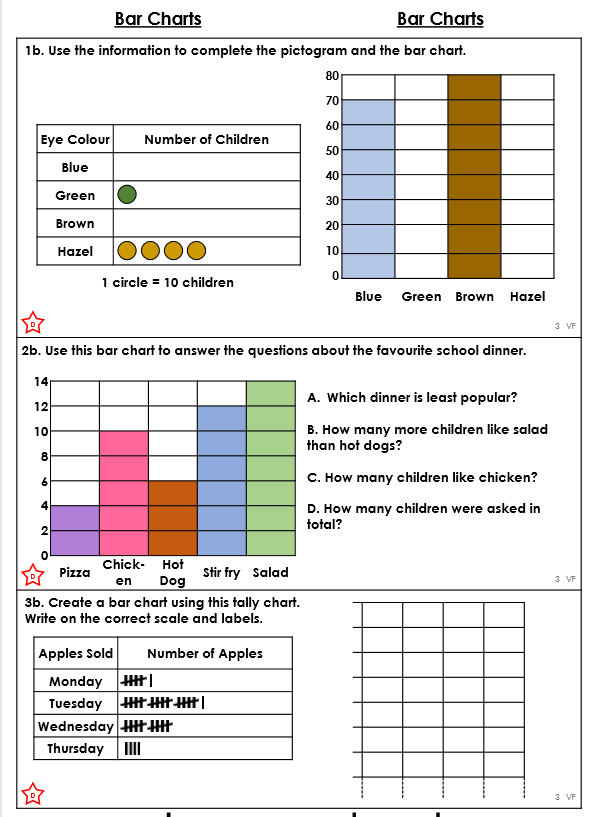 Bar Charts
Bar Charts
1b. Use the information to complete the pictogram and the bar chart.
Eye Colour Number of Children
Blue
Green
Brown
Hazel
1 circle = 10 children
80
70
60
50
40
30
20
10
0
Blue Green Brown Hazel
D
3 VF
2b. Use this bar chart to answer the questions about the favourite school dinner.
14
12
10
8
6
4
2
0
Pizza
Chick-
en
Hot
Dog
Stir fry
Salad
A. Which dinner is least popular?
B. How many more children like salad
than hot dogs?
C. How many children like chicken?
D. How many children were asked in
total?
D
3 VF
3b. Create a bar chart using this tally chart.
Write on the correct scale and labels.
Apples Sold Number of Apples
Monday
Tuesday
Wednesday
Thursday
D
3 VF